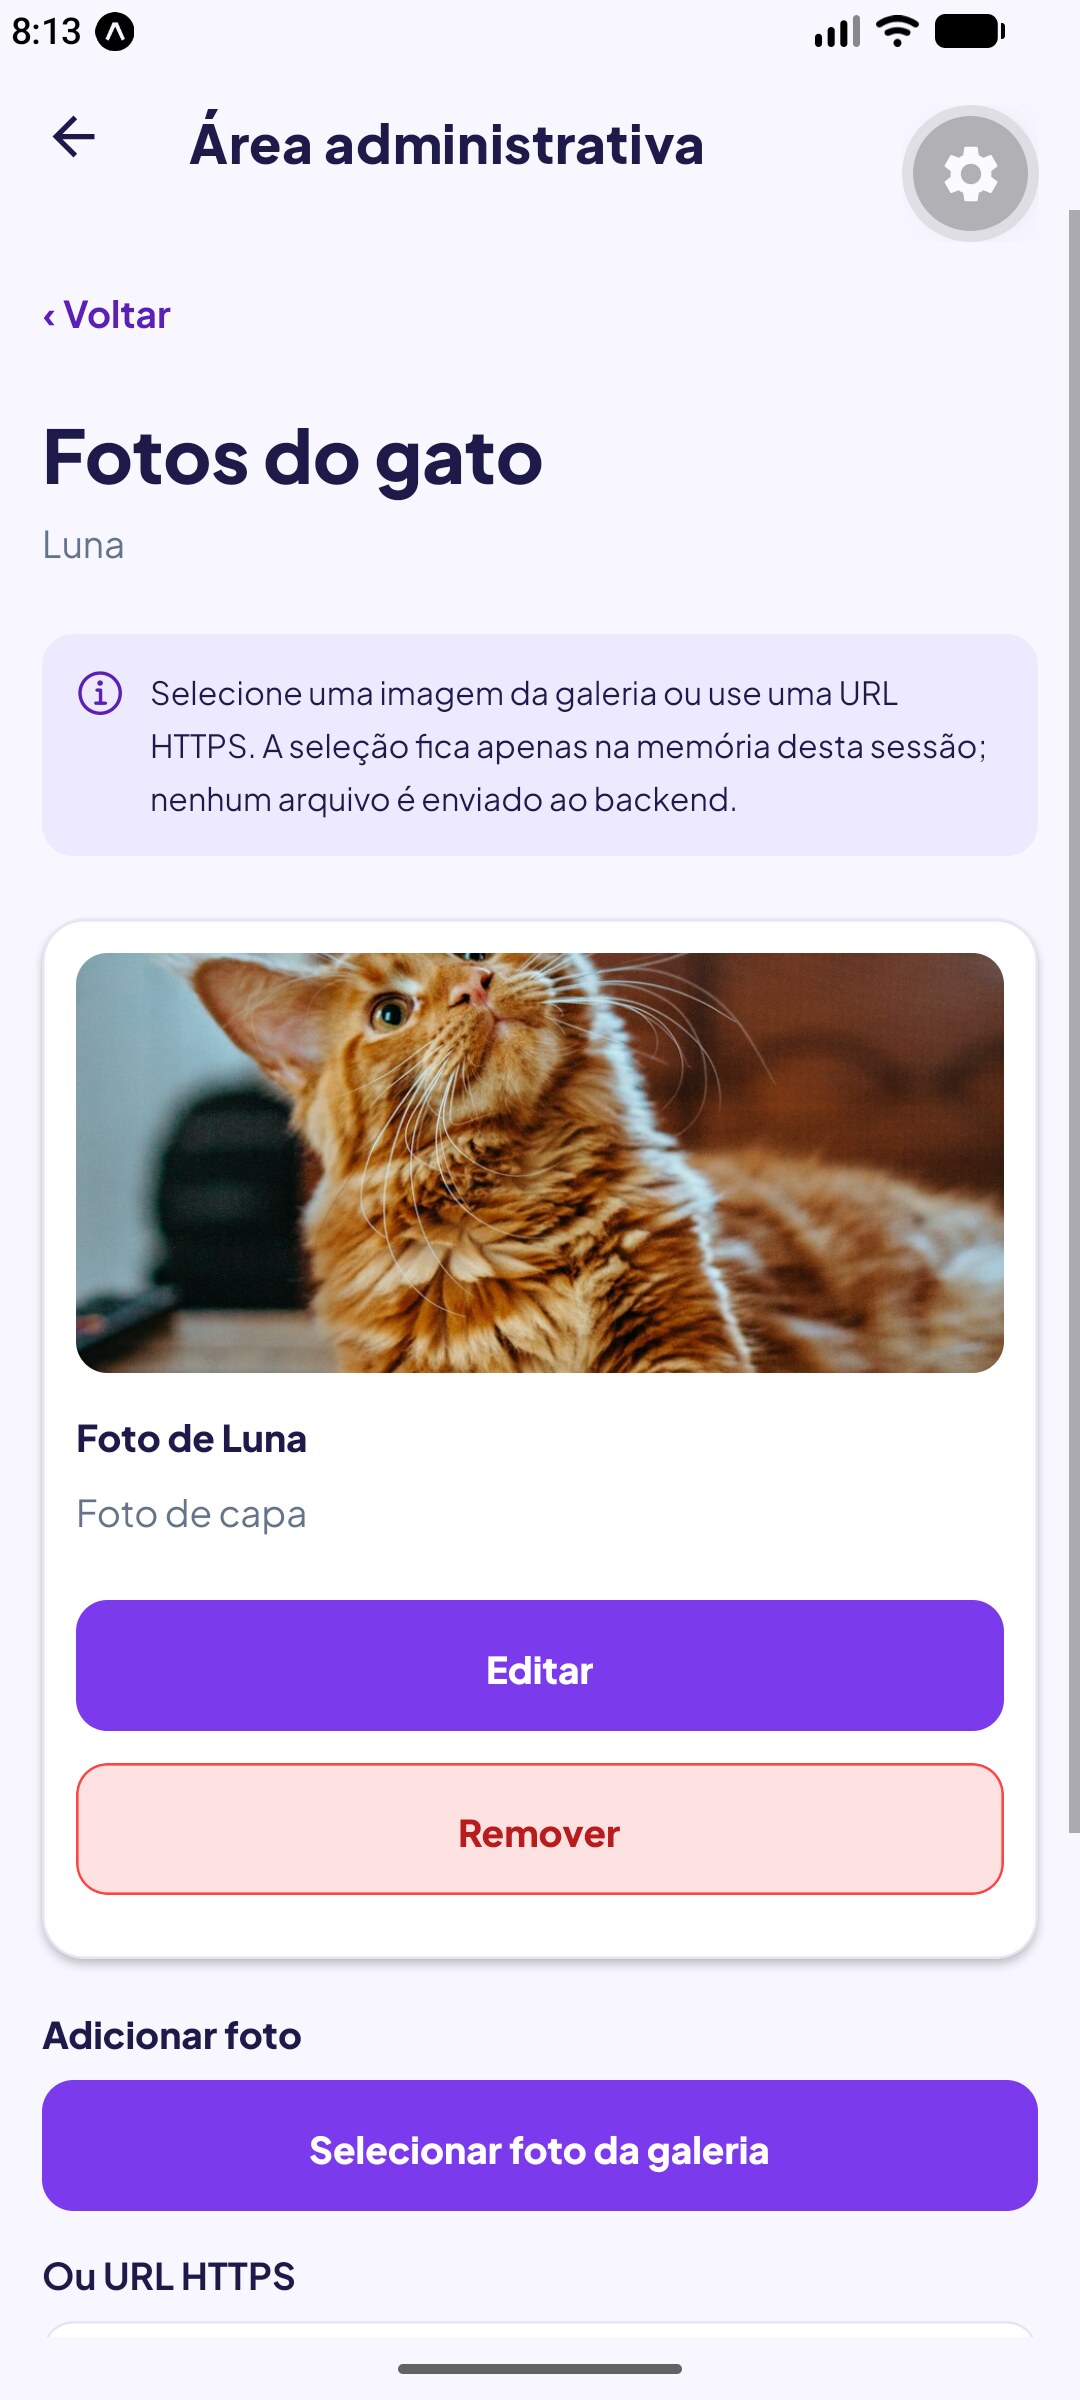 8:13
Área administrativa
‹ Voltar
Fotos do gato
Luna
Selecione uma imagem da galeria ou use uma URL
HTTPS. A seleção fica apenas na memória desta sessão;
nenhum arquivo é enviado ao backend.
Foto de Luna
Foto de capa
Editar
Remover
Adicionar foto
Selecionar foto da galeria
Ou URL HTTPS